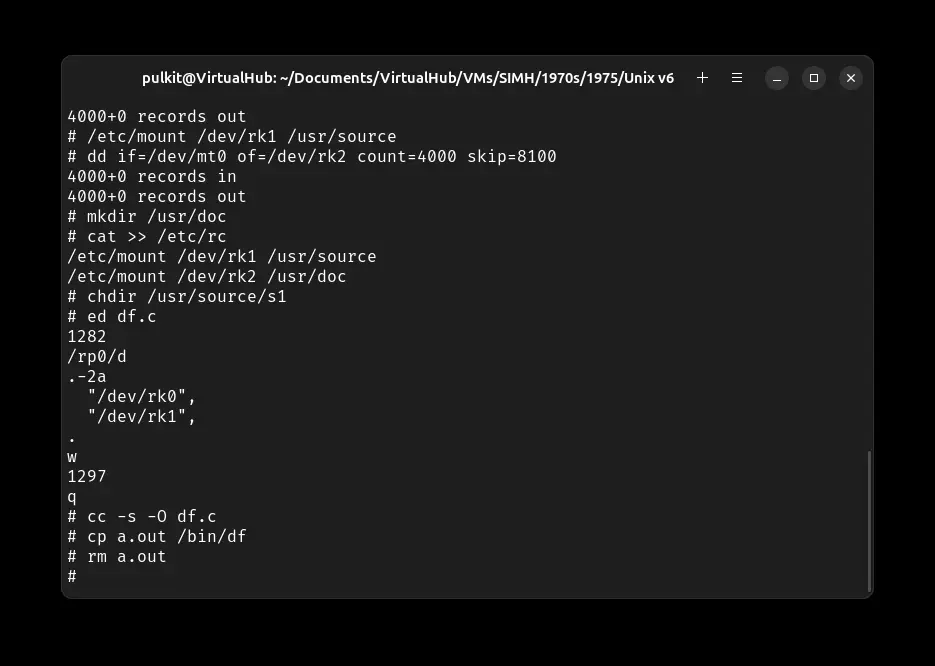 pulkit@VirtualHub: ~/Documents/VirtualHub/VMs/SIMH/1970s/1975/Unix v6
4000+0 records out
# /etc/mount /dev/rk1 /usr/source
# dd if=/dev/mt0 of=/dev/rk2 count=4000 skip=8100
4000+0 records in
4000+0 records out
# mkdir /usr/doc
# cat >> /etc/rc
/etc/mount /dev/rk1 /usr/source
/etc/mount /dev/rk2 /usr/doc
# chdir /usr/source/s1
# ed df.c
1282
/rp0/d
.-2a
  "/dev/rk0",
  "/dev/rk1",
.
w
1297
q
# cc -s -O df.c
# cp a.out /bin/df
# rm a.out
#